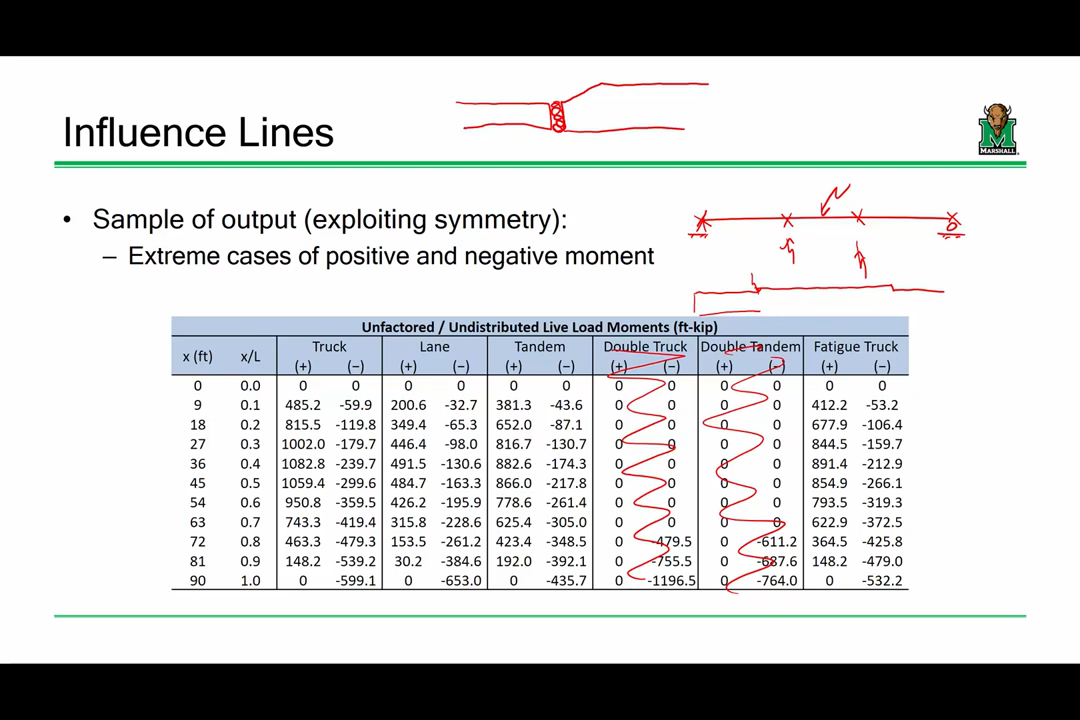 Influence Lines
MARSHALL
• Sample of output (exploiting symmetry):
– Extreme cases of positive and negative moment
Unfactored / Undistributed Live Load Moments (ft-kip)
x (ft) x/L Truck Lane Tandem Double Truck Double Tandem Fatigue Truck
(+) (−) (+) (−) (+) (−) (+) (−) (+) (−) (+) (−)
0 0.0 0 0 0 0 0 0 0 0 0 0 0 0
9 0.1 485.2 -59.9 200.6 -32.7 381.3 -43.6 0 0 0 0 412.2 -53.2
18 0.2 815.5 -119.8 349.4 -65.3 652.0 -87.1 0 0 0 0 677.9 -106.4
27 0.3 1002.0 -179.7 446.4 -98.0 816.7 -130.7 0 0 0 0 844.5 -159.7
36 0.4 1082.8 -239.7 491.5 -130.6 882.6 -174.3 0 0 0 0 891.4 -212.9
45 0.5 1059.4 -299.6 484.7 -163.3 866.0 -217.8 0 0 0 0 854.9 -266.1
54 0.6 950.8 -359.5 426.2 -195.9 778.6 -261.4 0 0 0 0 793.5 -319.3
63 0.7 743.3 -419.4 315.8 -228.6 625.4 -305.0 0 0 0 0 622.9 -372.5
72 0.8 463.3 -479.3 153.5 -261.2 423.4 -348.5 0 -479.5 0 -611.2 364.5 -425.8
81 0.9 148.2 -539.2 30.2 -384.6 192.0 -392.1 0 -755.5 0 -687.6 148.2 -479.0
90 1.0 0 -599.1 0 -653.0 0 -435.7 0 -1196.5 0 -764.0 0 -532.2